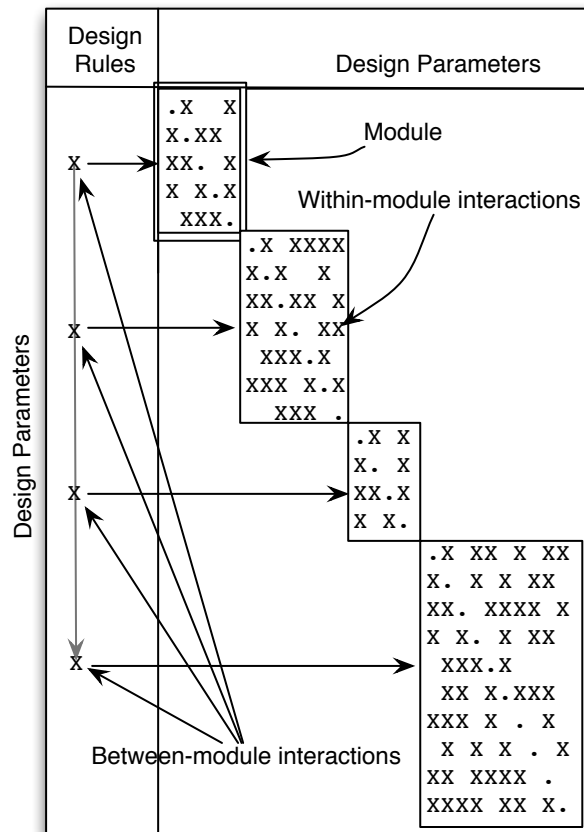 Design
Rules
Design Parameters
.X  X
X.XX
XX. X
X X.X
 XXX.
Module
Within-module interactions
X
.X XXXX
X.X  X
XX.XX X
X X. XX
 XXX.X
XXX X.X
  XXX .
X
Design Parameters
.X X
X. X
XX.X
X X.
X
.X XX X XX
X. X X XX
XX. XXXX X
X X. X XX
 XXX.X
 XX X.XXX
XXX X . X
 X X X . X
XX XXXX .
XXXX XX X.
X
Between-module interactions